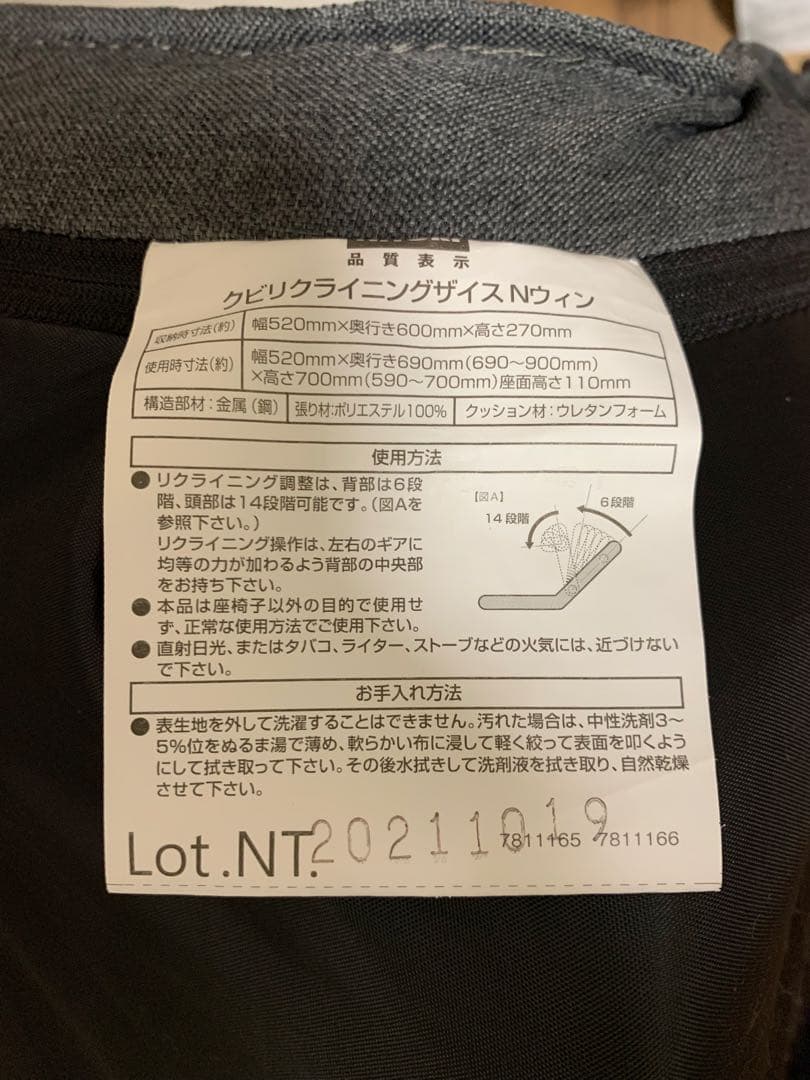 品質表示
クビリクライニングザイス Nウィン
収納時寸法(約) 幅520mm×奥行き600mm×高さ270mm
使用時寸法(約) 幅520mm×奥行き690mm(690〜900mm)
×高さ700mm(590〜700mm)座面高さ110mm
構造部材:金属(鋼) 張り材:ポリエステル100% クッション材:ウレタンフォーム
使用方法
●リクライニング調整は、背部は6段
階、頭部は14段階可能です。(図Aを
参照下さい。)
リクライニング操作は、左右のギアに
均等の力が加わるよう背部の中央部
をお持ち下さい。
【図A】
14段階
6段階
●本品は座椅子以外の目的で使用せ
ず、正常な使用方法でご使用下さい。
●直射日光、またはタバコ、ライター、ストーブなどの火気には、近づけない
で下さい。
お手入れ方法
●表生地を外して洗濯することはできません。汚れた場合は、中性洗剤3〜
5%位をぬるま湯で薄め、軟らかい布に浸して軽く絞って表面を叩くよう
にして拭き取って下さい。その後水拭きして洗剤液を拭き取り、自然乾燥
させて下さい。
Lot.NT.20211019
7811165 7811166